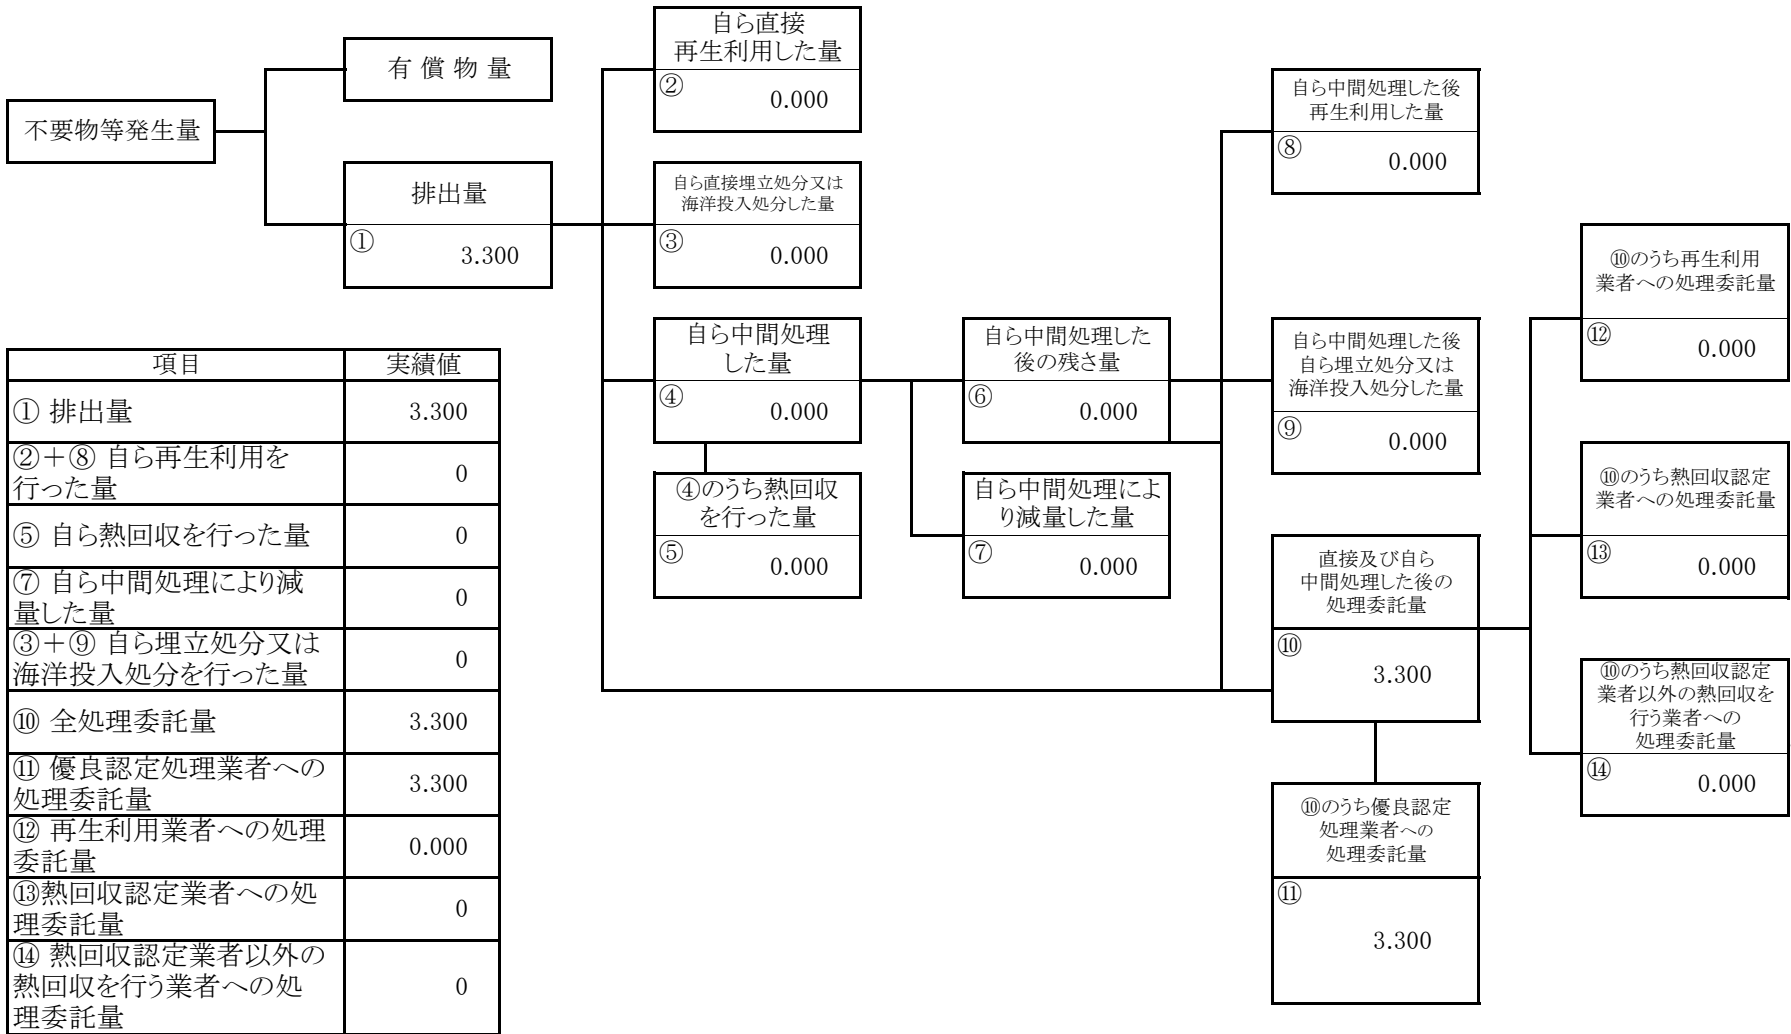 不要物等発生量
有 償 物 量
排出量
①
3.300
自ら直接
再生利用した量
②
0.000
自ら直接埋立処分又は
海洋投入処分した量
③
0.000
自ら中間処理
した量
④
0.000
④のうち熱回収
を行った量
⑤
0.000
自ら中間処理した
後の残さ量
⑥
0.000
自ら中間処理によ
り減量した量
⑦
0.000
自ら中間処理した後
再生利用した量
⑧
0.000
自ら中間処理した後
自ら埋立処分又は
海洋投入処分した量
⑨
0.000
直接及び自ら
中間処理した後の
処理委託量
⑩
3.300
⑩のうち優良認定
処理業者への
処理委託量
⑪
3.300
⑩のうち再生利用
業者への処理委託量
⑫
0.000
⑩のうち熱回収認定
業者への処理委託量
⑬
0.000
⑩のうち熱回収認定
業者以外の熱回収を
行う業者への
処理委託量
⑭
0.000
項目 実績値
① 排出量 3.300
②＋⑧ 自ら再生利用を
行った量 0
⑤ 自ら熱回収を行った量 0
⑦ 自ら中間処理により減
量した量 0
③＋⑨ 自ら埋立処分又は
海洋投入処分を行った量 0
⑩ 全処理委託量 3.300
⑪ 優良認定処理業者への
処理委託量 3.300
⑫ 再生利用業者への処理
委託量 0.000
⑬熱回収認定業者への処
理委託量 0
⑭ 熱回収認定業者以外の
熱回収を行う業者への処
理委託量 0